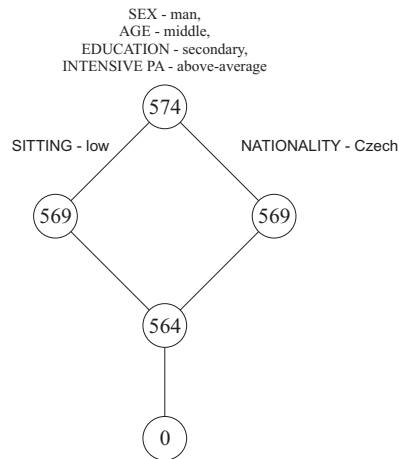 SEX - man,
AGE - middle,
EDUCATION - secondary,
INTENSIVE PA - above-average
574
SITTING - low
NATIONALITY - Czech
569
569
564
0